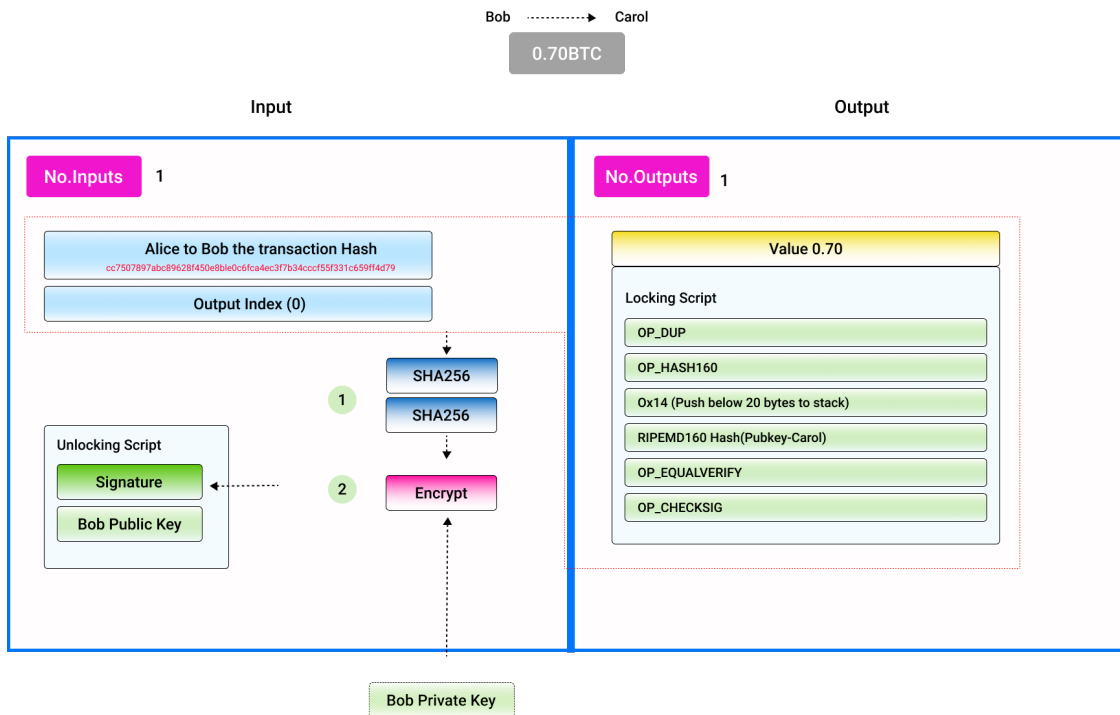 Bob Carol
0.70BTC
Input Output
No.Inputs 1
No.Outputs 1
Alice to Bob the transaction Hash
cc7507897abc89628f450e8ble0c6fca4ec3f7b34cccf55f331c659ff4d79
Output Index (0)
SHA256
1
SHA256
2
Encrypt
Unlocking Script
Signature
Bob Public Key
Bob Private Key
Value 0.70
Locking Script
OP_DUP
OP_HASH160
Ox14 (Push below 20 bytes to stack)
RIPEMD160 Hash(Pubkey-Carol)
OP_EQUALVERIFY
OP_CHECKSIG